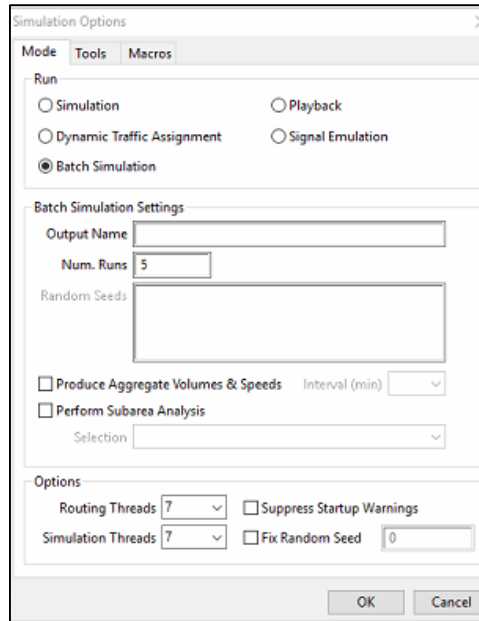 Simulation Options
Mode Tools Macros
Run
Simulation Playback
Dynamic Traffic Assignment Signal Emulation
Batch Simulation
Batch Simulation Settings
Output Name
Num. Runs 5
Random Seeds
Produce Aggregate Volumes & Speeds Interval (min)
Perform Subarea Analysis
Selection
Options
Routing Threads 7 Suppress Startup Warnings
Simulation Threads 7 Fix Random Seed 0
OK Cancel